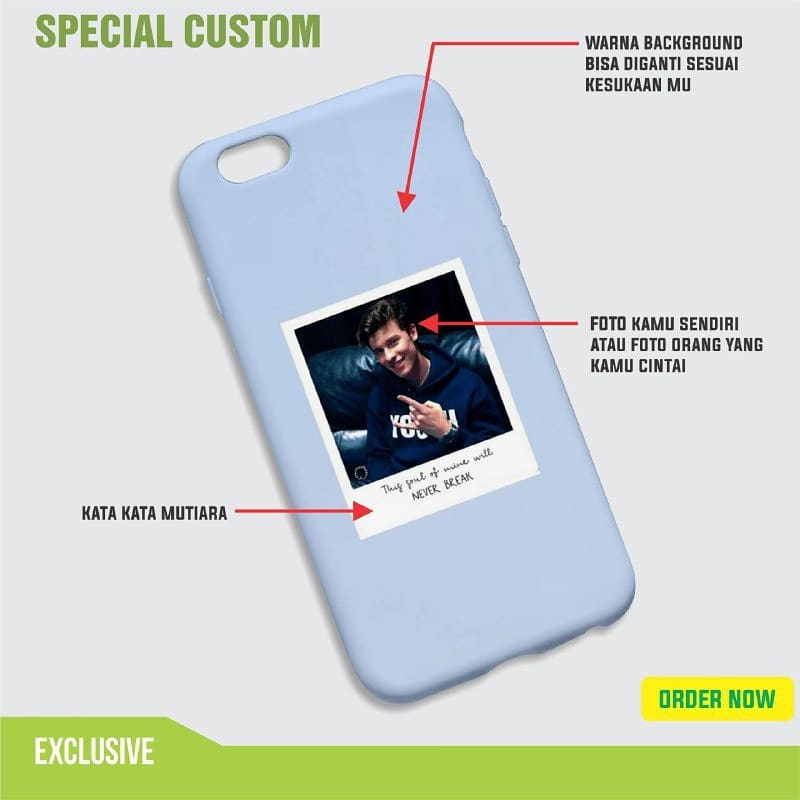 SPECIAL CUSTOM
WARNA BACKGROUND
BISA DIGANTI SESUAI
KESUKAAN MU
FOTO KAMU SENDIRI
ATAU FOTO ORANG YANG
KAMU CINTAI
This soul of mine will
NEVER BREAK
KATA KATA MUTIARA
ORDER NOW
EXCLUSIVE